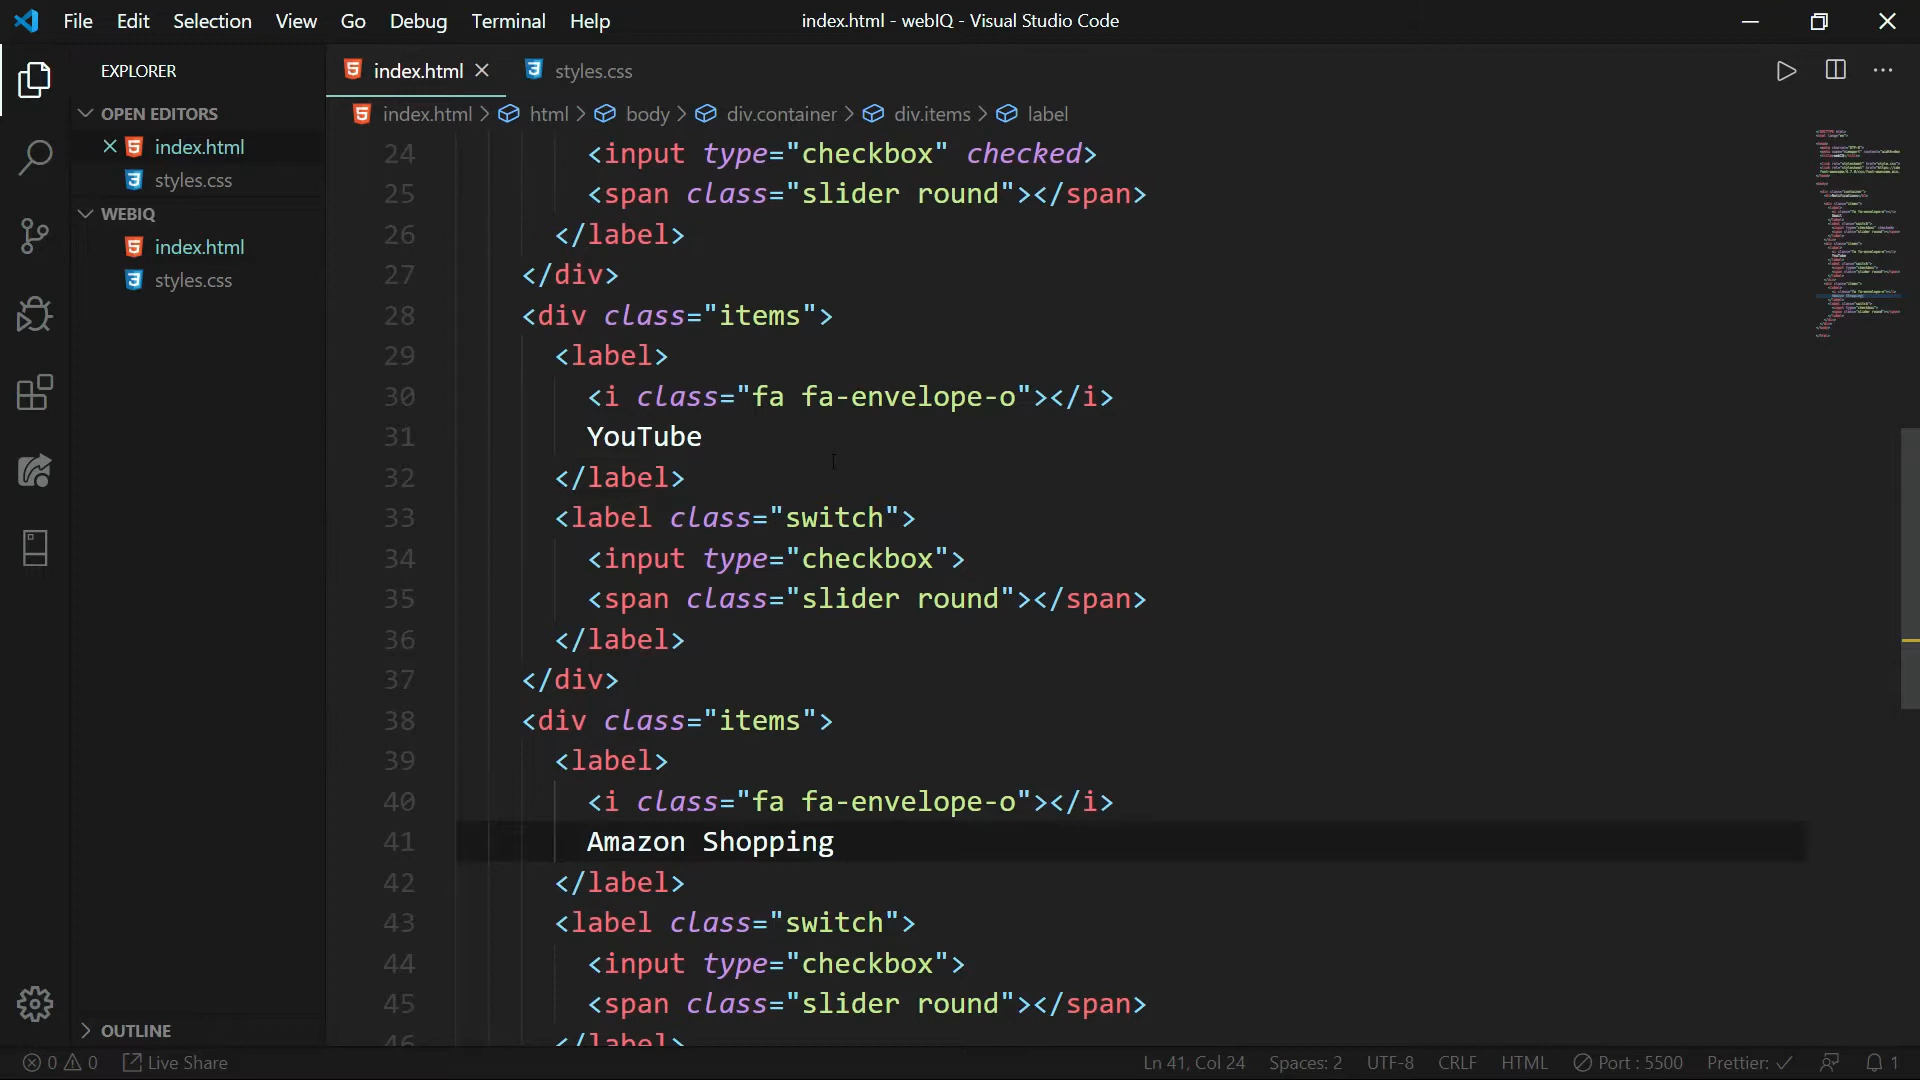 File Edit Selection View Go Debug Terminal Help
index.html - webIQ - Visual Studio Code
EXPLORER
OPEN EDITORS
index.html
styles.css
WEBIQ
index.html
styles.css
OUTLINE
index.html styles.css
index.html > html > body > div.container > div.items > label
24 <input type="checkbox" checked>
25 <span class="slider round"></span>
26 </label>
27 </div>
28 <div class="items">
29 <label>
30 <i class="fa fa-envelope-o"></i>
31 YouTube
32 </label>
33 <label class="switch">
34 <input type="checkbox">
35 <span class="slider round"></span>
36 </label>
37 </div>
38 <div class="items">
39 <label>
40 <i class="fa fa-envelope-o"></i>
41 Amazon Shopping
42 </label>
43 <label class="switch">
44 <input type="checkbox">
45 <span class="slider round"></span>
46 </label>
0 0 Live Share
Ln 41, Col 24 Spaces: 2 UTF-8 CRLF HTML Port : 5500 Prettier: ✓ 1